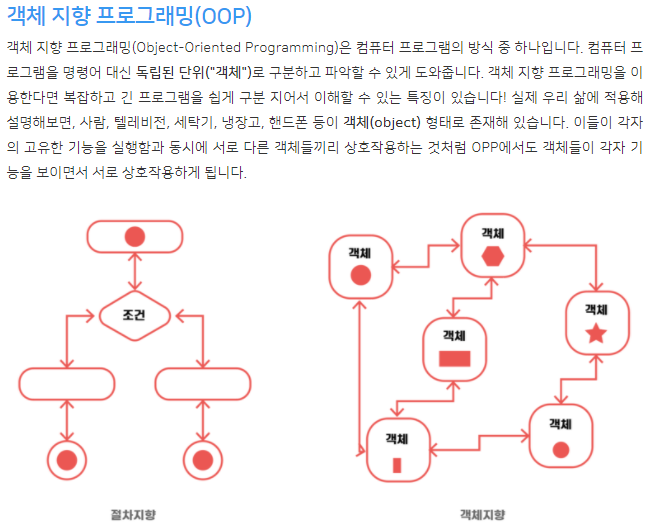 객체 지향 프로그래밍(OOP)
객체 지향 프로그래밍(Object-Oriented Programming)은 컴퓨터 프로그램의 방식 중 하나입니다. 컴퓨터 프
로그램을 명령어 대신 독립된 단위("객체")로 구분하고 파악할 수 있게 도와줍니다. 객체 지향 프로그래밍을 이
용한다면 복잡하고 긴 프로그램을 쉽게 구분 지어서 이해할 수 있는 특징이 있습니다! 실제 우리 삶에 적용해
설명해보면, 사람, 텔레비전, 세탁기, 냉장고, 핸드폰 등이 객체(object) 형태로 존재해 있습니다. 이들이 각자
의 고유한 기능을 실행함과 동시에 서로 다른 객체들끼리 상호작용하는 것처럼 OPP에서도 객체들이 각자 기
능을 보이면서 서로 상호작용하게 됩니다.
조건
절차지향
객체
객체
객체
객체
객체
객체
객체지향